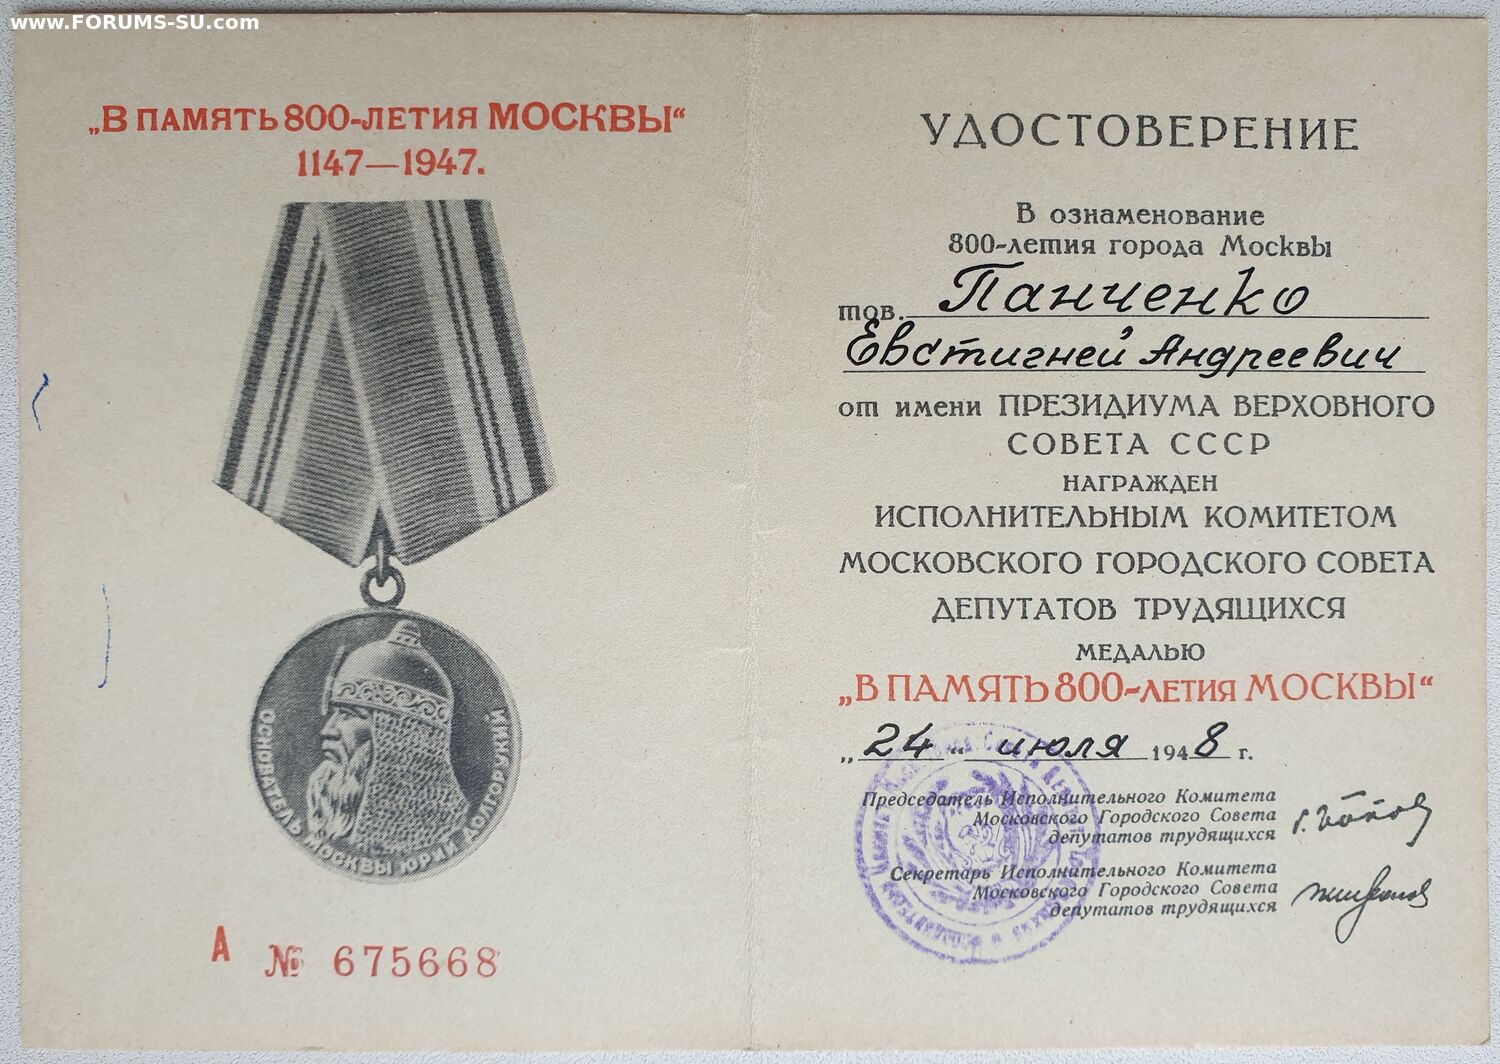 www.FORUMS-SU.com
„В ПАМЯТЬ 800-ЛЕТИЯ МОСКВЫ“
1147—1947.
ОСНОВАТЕЛЬ МОСКВЫ ЮРИЙ ДОЛГОРУКИЙ
А № 675668
УДОСТОВЕРЕНИЕ
В ознаменование
800-летия города Москвы
тов. Панченко
Евстигней Андреевич
от имени ПРЕЗИДИУМА ВЕРХОВНОГО
СОВЕТА СССР
НАГРАЖДЕН
ИСПОЛНИТЕЛЬНЫМ КОМИТЕТОМ
МОСКОВСКОГО ГОРОДСКОГО СОВЕТА
ДЕПУТАТОВ ТРУДЯЩИХСЯ
МЕДАЛЬЮ
„В ПАМЯТЬ 800-ЛЕТИЯ МОСКВЫ“
„24“ июля 1948 г.
Председатель Исполнительного Комитета
Московского Городского Совета
депутатов трудящихся
Секретарь Исполнительного Комитета
Московского Городского Совета
депутатов трудящихся